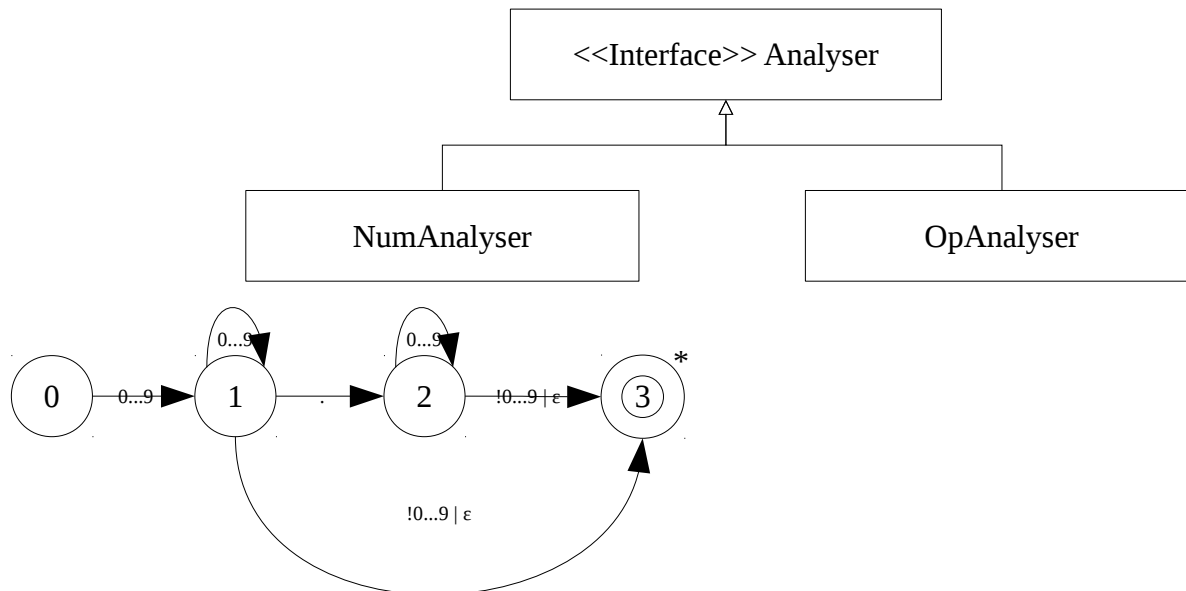 <<Interface>> Analyser
NumAnalyser
OpAnalyser
0...9
0...9
*
0
0...9
1
.
2
!0...9 | ε
3
!0...9 | ε